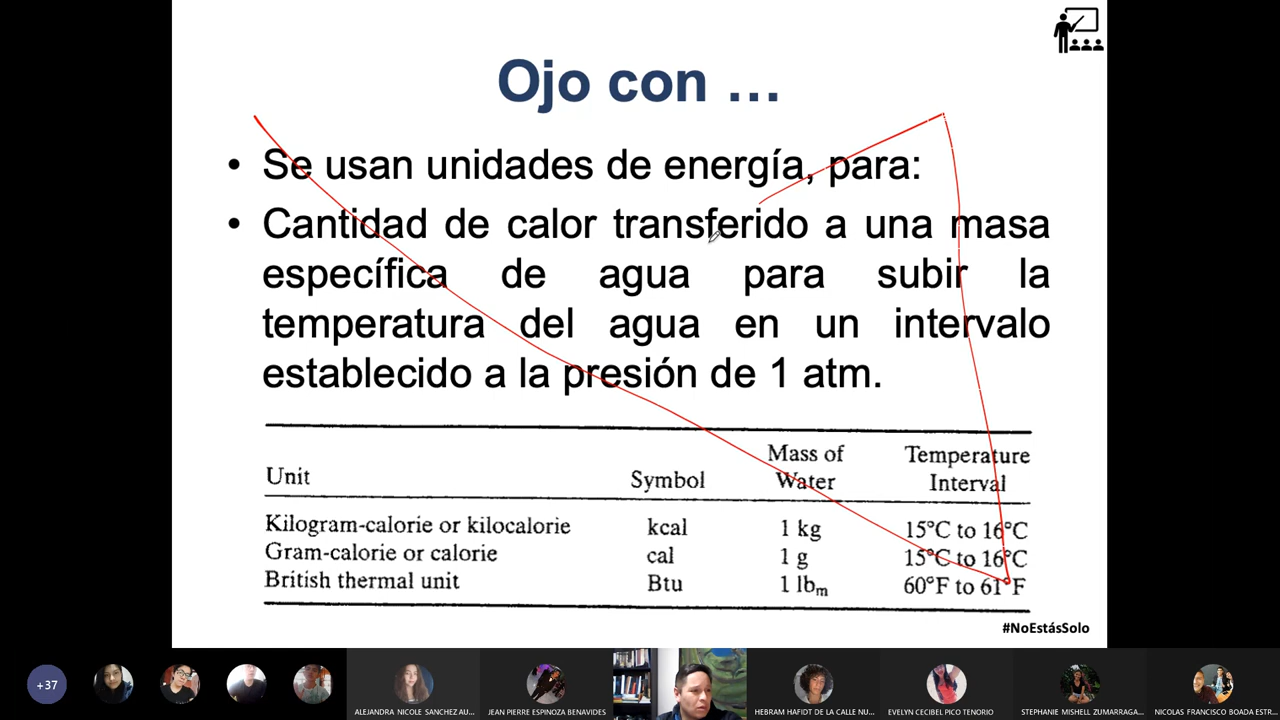 Ojo con …
• Se usan unidades de energía, para:
• Cantidad de calor transferido a una masa
específica de agua para subir la
temperatura del agua en un intervalo
establecido a la presión de 1 atm.
Unit Symbol Mass of Water Temperature Interval
Kilogram-calorie or kilocalorie kcal 1 kg 15°C to 16°C
Gram-calorie or calorie cal 1 g 15°C to 16°C
British thermal unit Btu 1 lbm 60°F to 61°F
#NoEstásSolo
+37
ALEJANDRA NICOLE SANCHEZ AU...
JEAN PIERRE ESPINOZA BENAVIDES
HEBRAM HAFIDT DE LA CALLE NU...
EVELYN CECIBEL PICO TENORIO
STEPHANIE MISHELL ZUMARRAGA...
NICOLAS FRANCISCO BOADA ESTR...